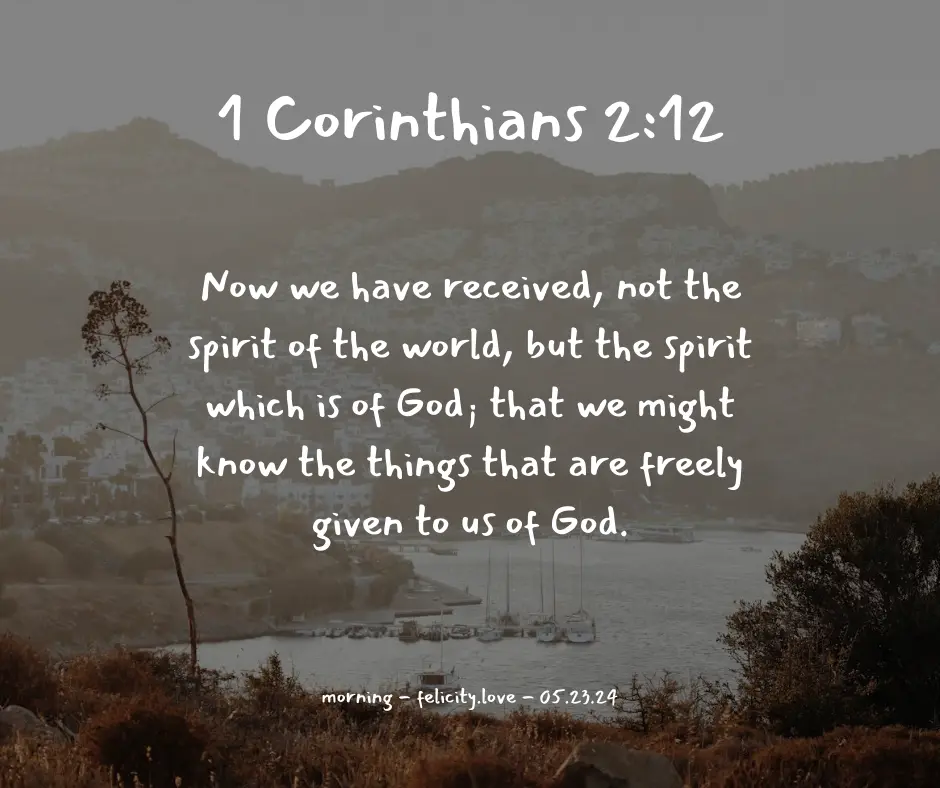 1 Corinthians 2:12
Now we have received, not the
spirit of the world, but the spirit
which is of God; that we might
know the things that are freely
given to us of God.
morning - felicity.love - 05.23.24